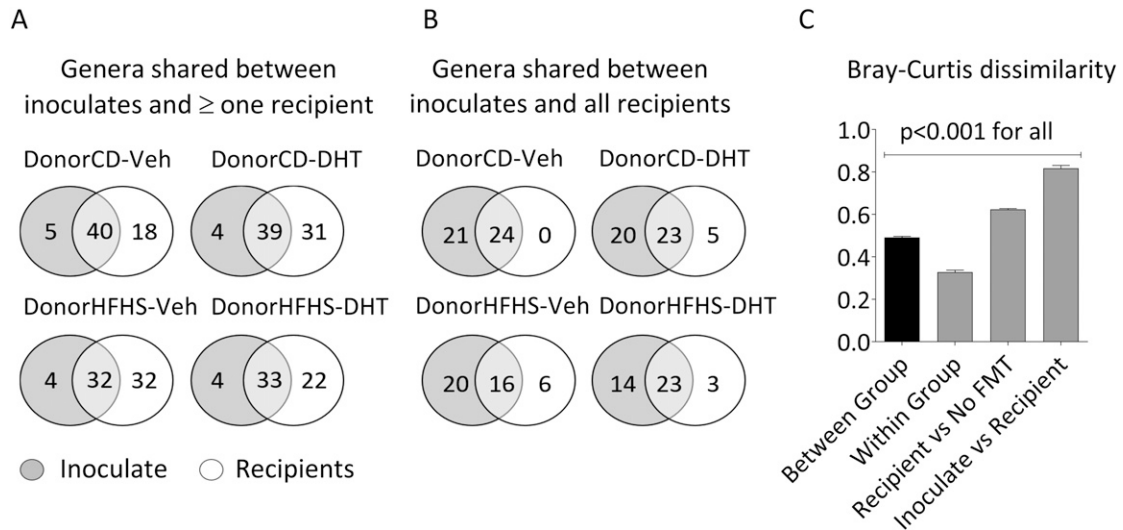 A
Genera shared between
inoculates and ≥ one recipient
DonorCD-Veh DonorCD-DHT
5 40 18 4 39 31
DonorHFHS-Veh DonorHFHS-DHT
4 32 32 4 33 22
Inoculate Recipients
B
Genera shared between
inoculates and all recipients
DonorCD-Veh DonorCD-DHT
21 24 0 20 23 5
DonorHFHS-Veh DonorHFHS-DHT
20 16 6 14 23 3
C
Bray-Curtis dissimilarity
p<0.001 for all
1.0
0.8
0.6
0.4
0.2
0.0
Between Group
Within Group
Recipient vs No FMT
Inoculate vs Recipient